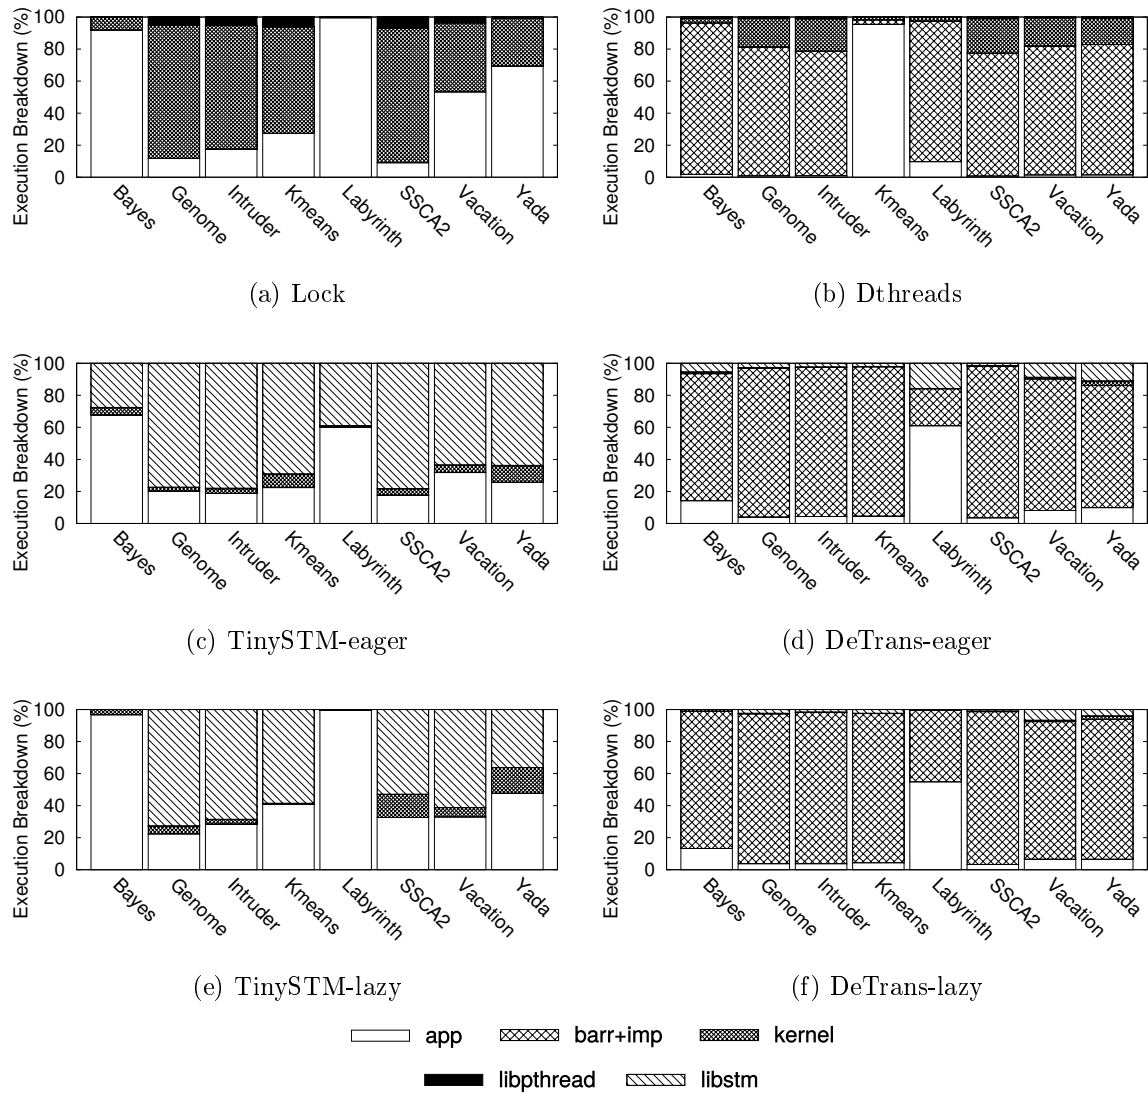 Execution Breakdown (%)
100
80
60
40
20
0
Bayes
Genome
Intruder
Kmeans
Labyrinth
SSCA2
Vacation
Yada
(a) Lock
Execution Breakdown (%)
100
80
60
40
20
0
Bayes
Genome
Intruder
Kmeans
Labyrinth
SSCA2
Vacation
Yada
(b) Dthreads
Execution Breakdown (%)
100
80
60
40
20
0
Bayes
Genome
Intruder
Kmeans
Labyrinth
SSCA2
Vacation
Yada
(c) TinySTM-eager
Execution Breakdown (%)
100
80
60
40
20
0
Bayes
Genome
Intruder
Kmeans
Labyrinth
SSCA2
Vacation
Yada
(d) DeTrans-eager
Execution Breakdown (%)
100
80
60
40
20
0
Bayes
Genome
Intruder
Kmeans
Labyrinth
SSCA2
Vacation
Yada
(e) TinySTM-lazy
Execution Breakdown (%)
100
80
60
40
20
0
Bayes
Genome
Intruder
Kmeans
Labyrinth
SSCA2
Vacation
Yada
(f) DeTrans-lazy
app barr+imp kernel
libpthread libstm